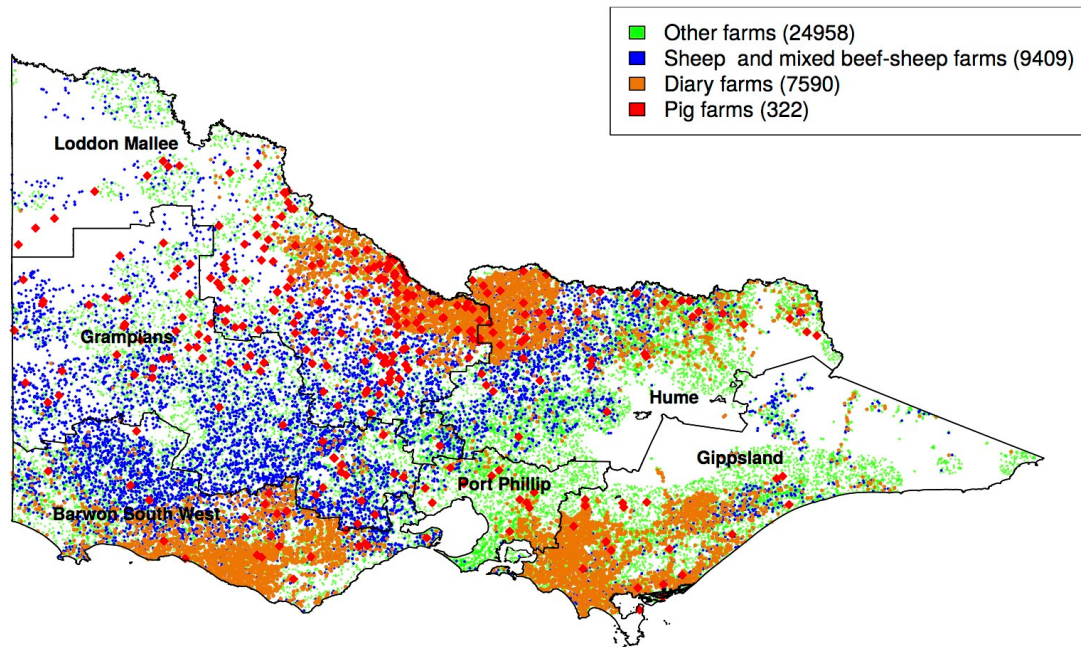 Other farms (24958)
Sheep and mixed beef-sheep farms (9409)
Diary farms (7590)
Pig farms (322)
Loddon Mallee
Grampians
Hume
Gippsland
Port Phillip
Barwon South West